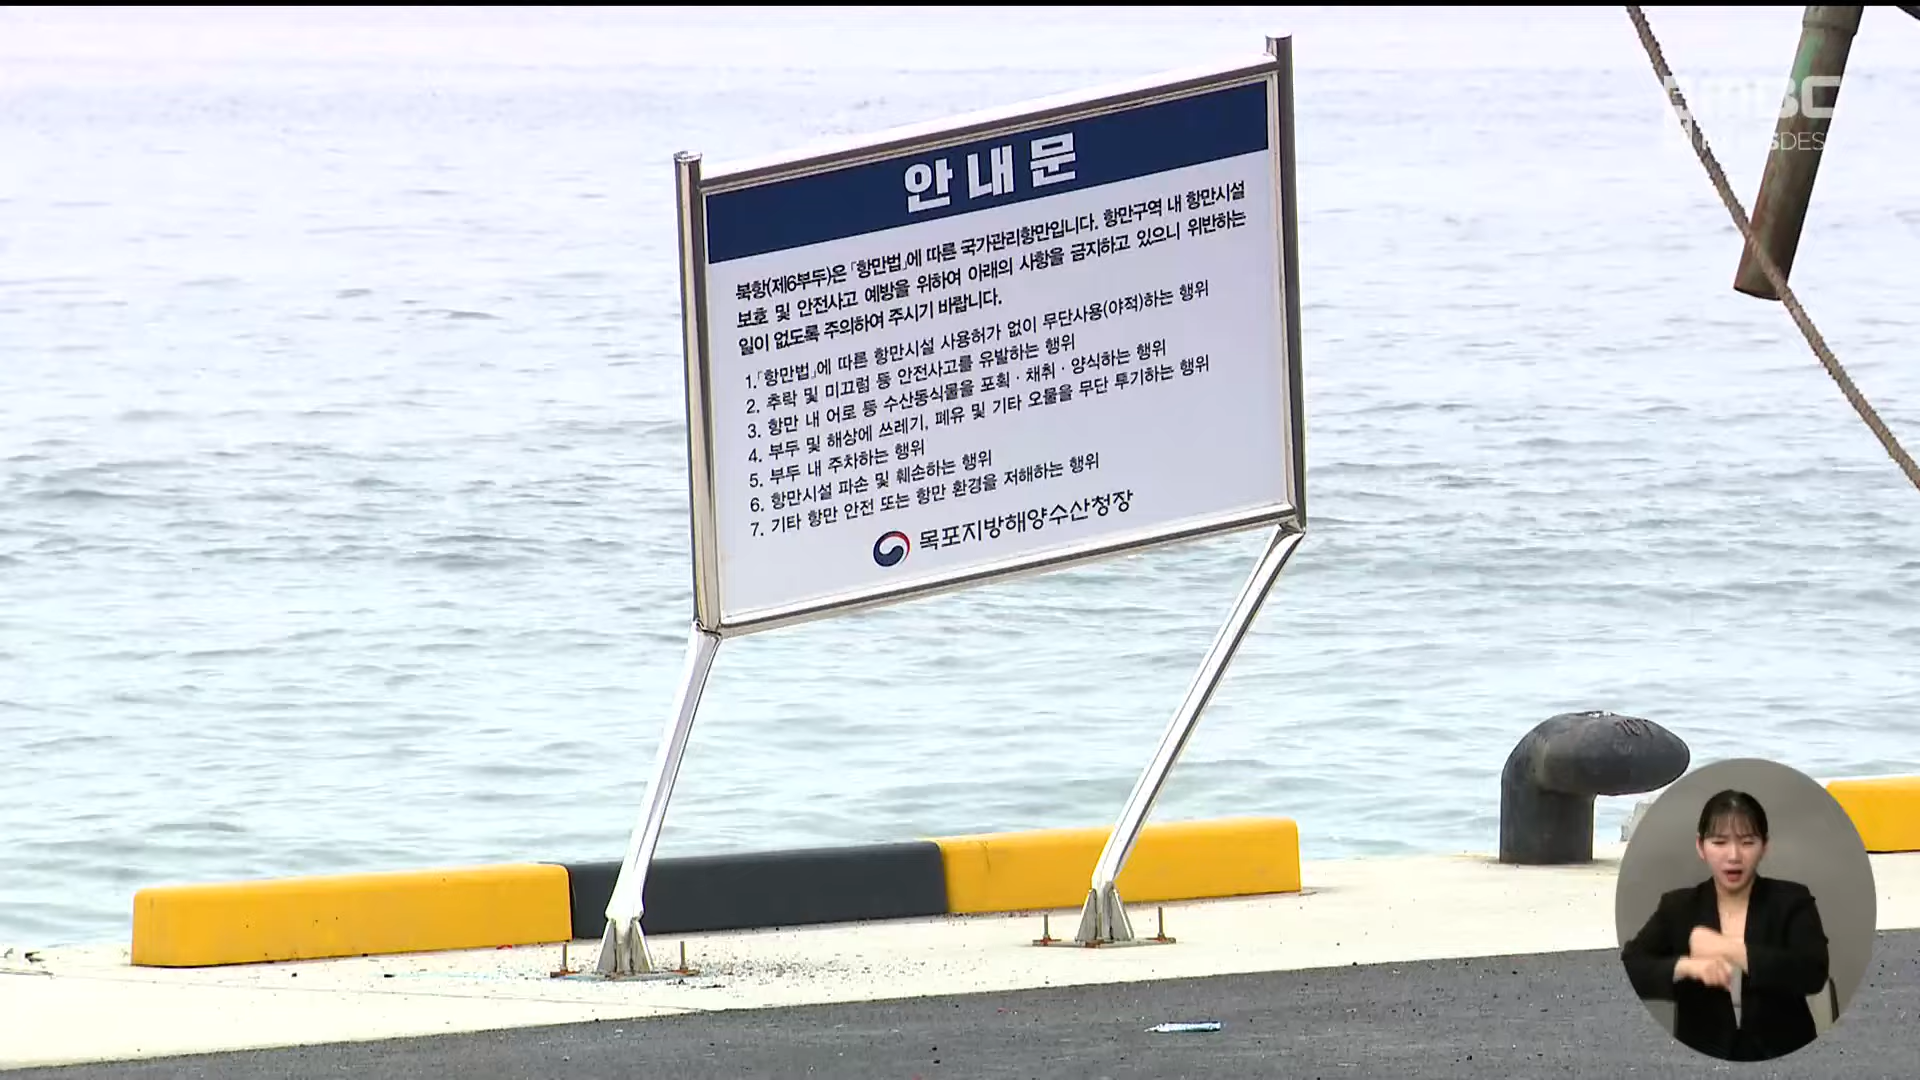 안내문
북항(제6부두)은 「항만법」에 따른 국가관리항만입니다. 항만구역 내 항만시설
보호 및 안전사고 예방을 위하여 아래의 사항을 금지하고 있으니 위반하는
일이 없도록 주의하여 주시기 바랍니다.
1.「항만법」에 따른 항만시설 사용허가 없이 무단사용(야적)하는 행위
2. 추락 및 미끄럼 등 안전사고를 유발하는 행위
3. 항만 내 어로 등 수산동식물을 포획·채취·양식하는 행위
4. 부두 및 해상에 쓰레기, 폐유 및 기타 오물을 무단 투기하는 행위
5. 부두 내 주차하는 행위
6. 항만시설 파손 및 훼손하는 행위
7. 기타 항만 안전 또는 항만 환경을 저해하는 행위
목포지방해양수산청장
MBC